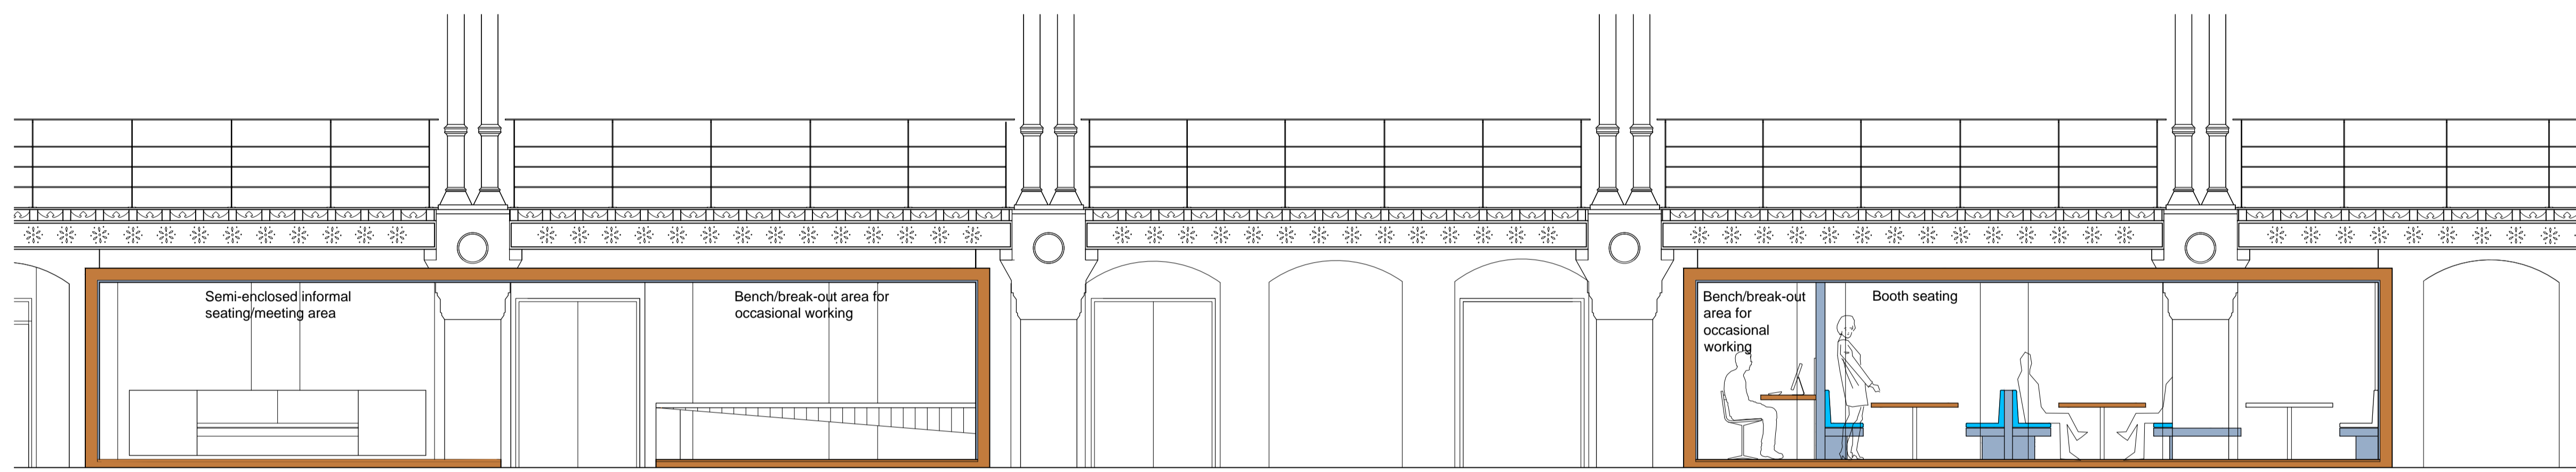 Semi-enclosed informal
seating/meeting area
Bench/break-out area for
occasional working
Bench/break-out
area for
occasional
working
Booth seating